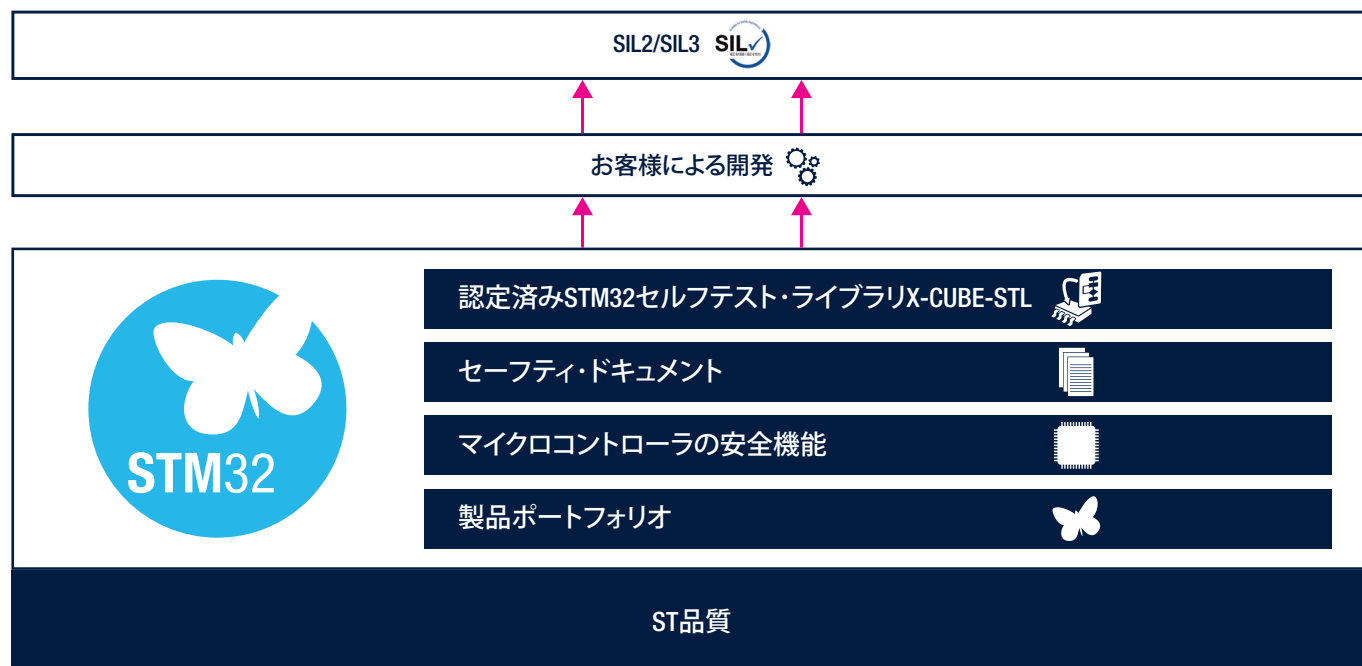 SIL2/SIL3 SIL
お客様による開発
認定済みSTM32セルフテスト・ライブラリX-CUBE-STL
セーフティ・ドキュメント
マイクロコントローラの安全機能
製品ポートフォリオ
STM32
ST品質